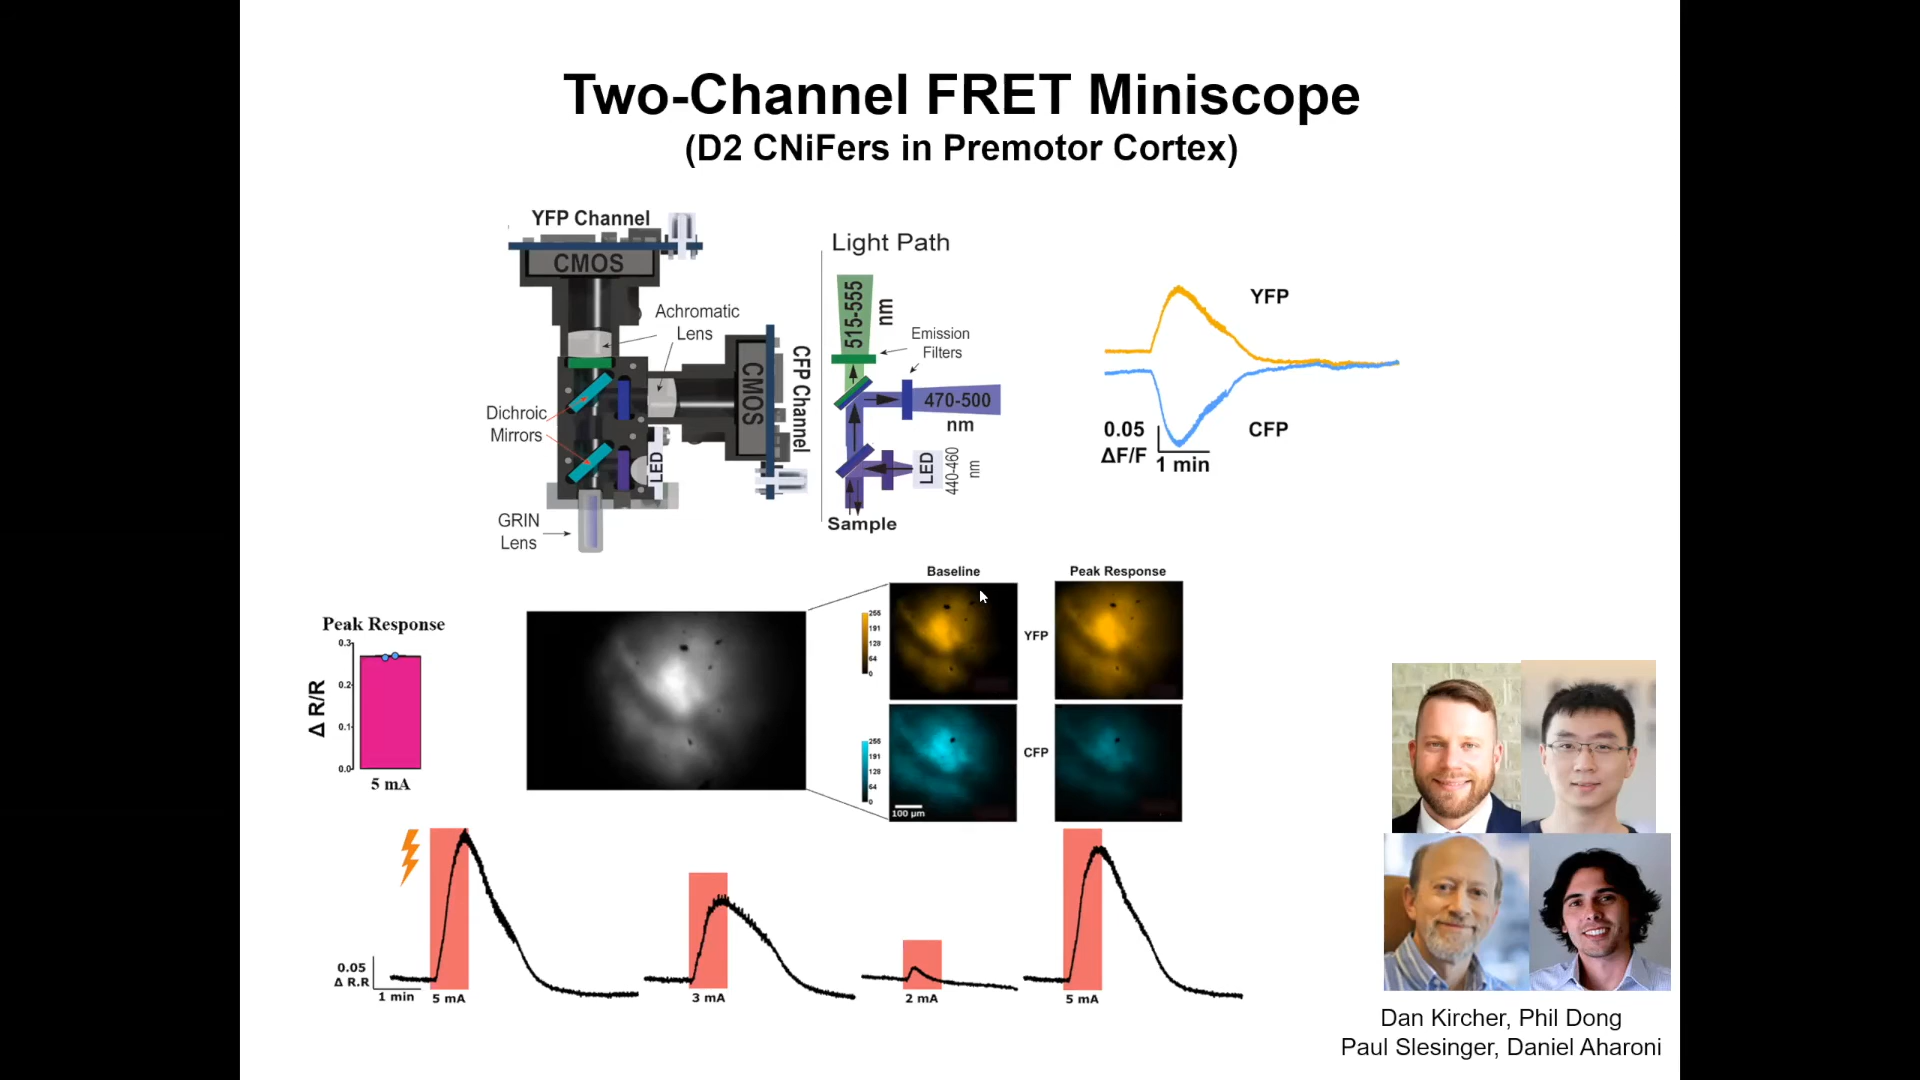 Two-Channel FRET Miniscope
(D2 CNiFers in Premotor Cortex)
YFP Channel
CMOS
Achromatic
Lens
CMOS
CFP Channel
Dichroic
Mirrors
LED
GRIN
Lens
Light Path
515-555
nm
Emission
Filters
470-500
nm
LED
440-460
nm
Sample
YFP
CFP
0.05
ΔF/F
1 min
Peak Response
Δ R/R
0.3
0.2
0.1
0.0
5 mA
Baseline
Peak Response
255
191
128
64
0
YFP
255
191
128
64
0
CFP
100 µm
0.05
Δ R.R
1 min
5 mA
3 mA
2 mA
5 mA
Dan Kircher, Phil Dong
Paul Slesinger, Daniel Aharoni